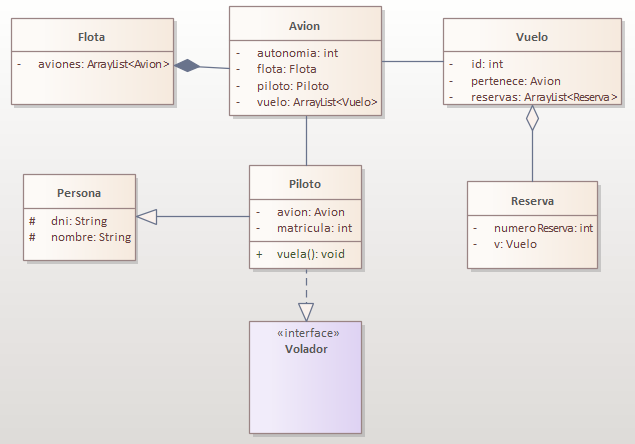 Flota
- aviones: ArrayList<Avion>
Avion
- autonomia: int
- flota: Flota
- piloto: Piloto
- vuelo: ArrayList<Vuelo>
Vuelo
- id: int
- pertenece: Avion
- reservas: ArrayList<Reserva>
Persona
# dni: String
# nombre: String
Piloto
- avion: Avion
- matricula: int
+ vuela(): void
Reserva
- numeroReserva: int
- v: Vuelo
«interface»
Volador